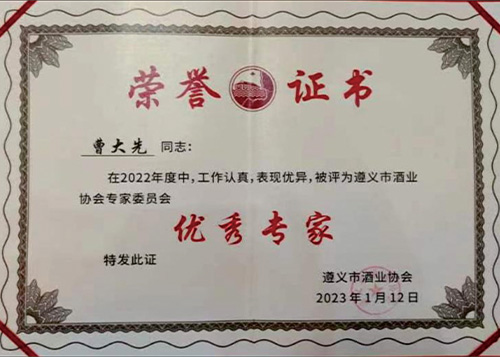 荣誉证书
曹大先 同志:
在2022年度中,工作认真,表现优异,被评为遵义市酒业
协会专家委员会
优秀专家
特发此证
遵义市酒业协会
2023年1月12日